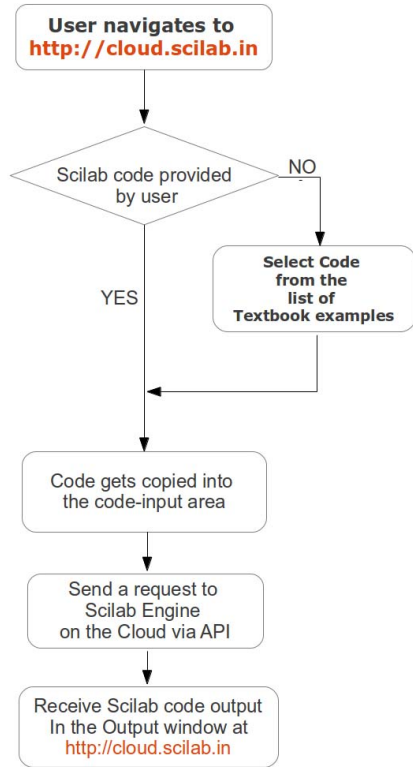 User navigates to
http://cloud.scilab.in
Scilab code provided
by user
NO
YES
Select Code
from the
list of
Textbook examples
Code gets copied into
the code-input area
Send a request to
Scilab Engine
on the Cloud via API
Receive Scilab code output
In the Output window at
http://cloud.scilab.in